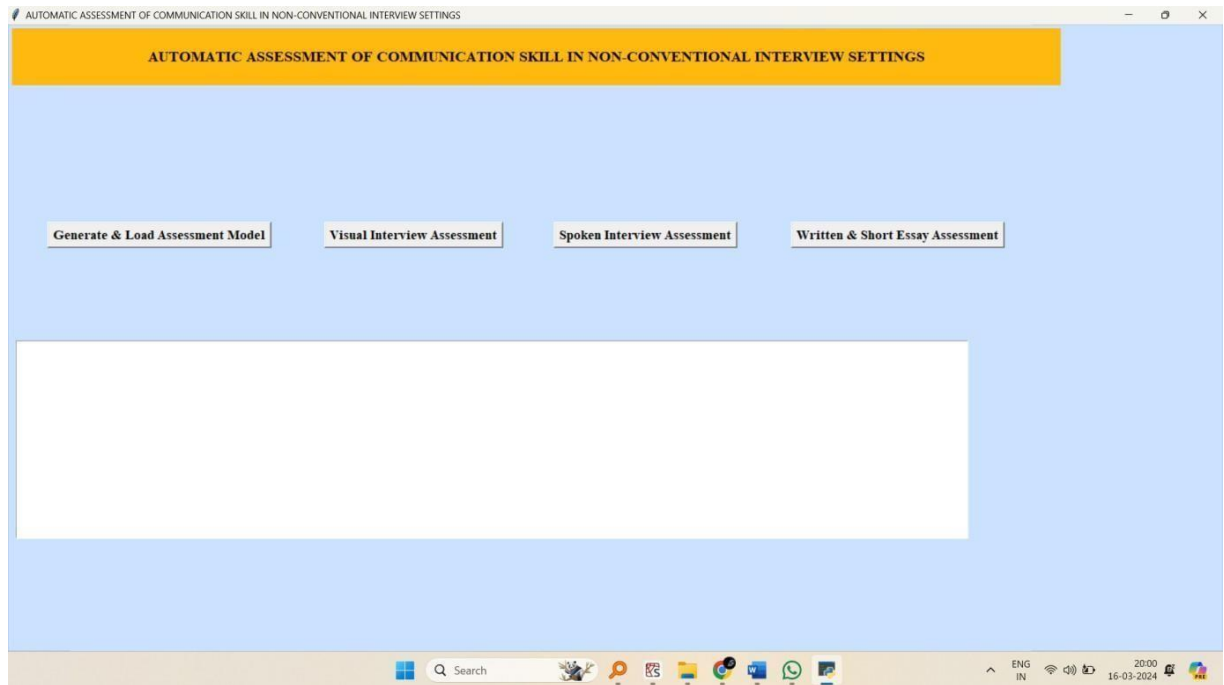 AUTOMATIC ASSESSMENT OF COMMUNICATION SKILL IN NON-CONVENTIONAL INTERVIEW SETTINGS
AUTOMATIC ASSESSMENT OF COMMUNICATION SKILL IN NON-CONVENTIONAL INTERVIEW SETTINGS
Generate & Load Assessment Model
Visual Interview Assessment
Spoken Interview Assessment
Written & Short Essay Assessment
Search
ENG
IN
20:00
16-03-2024
PRE